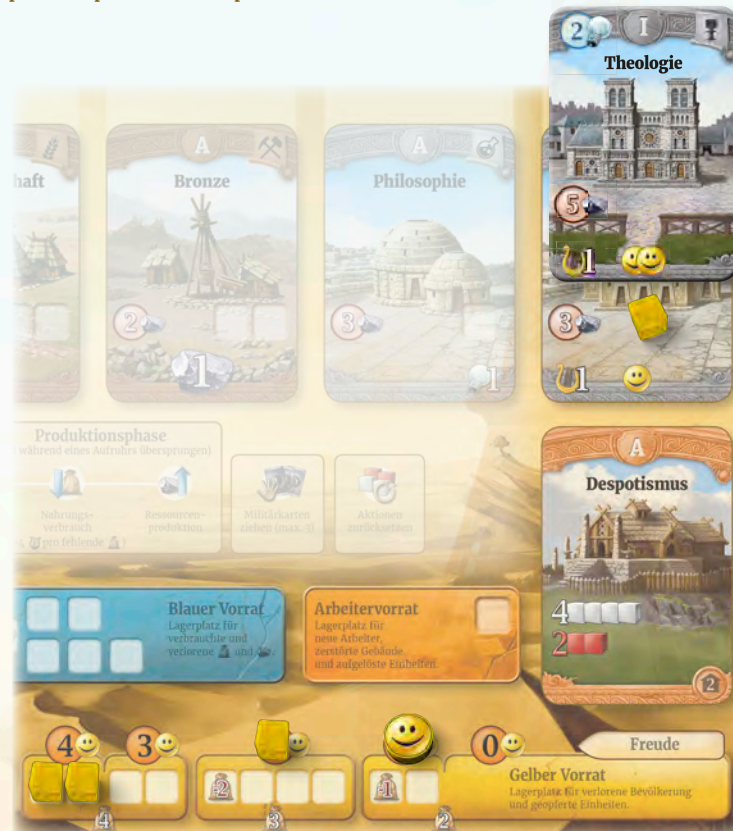 2
I
Theologie
5
1
haft
A
Bronze
2
1
A
Philosophie
3
1
3
1
Produktionsphase
während eines Aufruhrs übersprungen)
Nahrungs-
verbrauch
Ressourcen-
produktion
Militärkarten
ziehen (max. 3)
Aktionen
zurücksetzen
pro fehlende
!
A
Despotismus
4
2
2
Blauer Vorrat
Lagerplatz für
verbrauchte und
verlorene
und
Arbeitervorrat
Lagerplatz für
neue Arbeiter,
zerstörte Gebäude
und aufgelöste Einheiten.
4
3
0
Freude
-2
-1
Gelber Vorrat
Lagerplatz für verlorene Bevölkerung
und geopferte Einheiten.
4
3
2